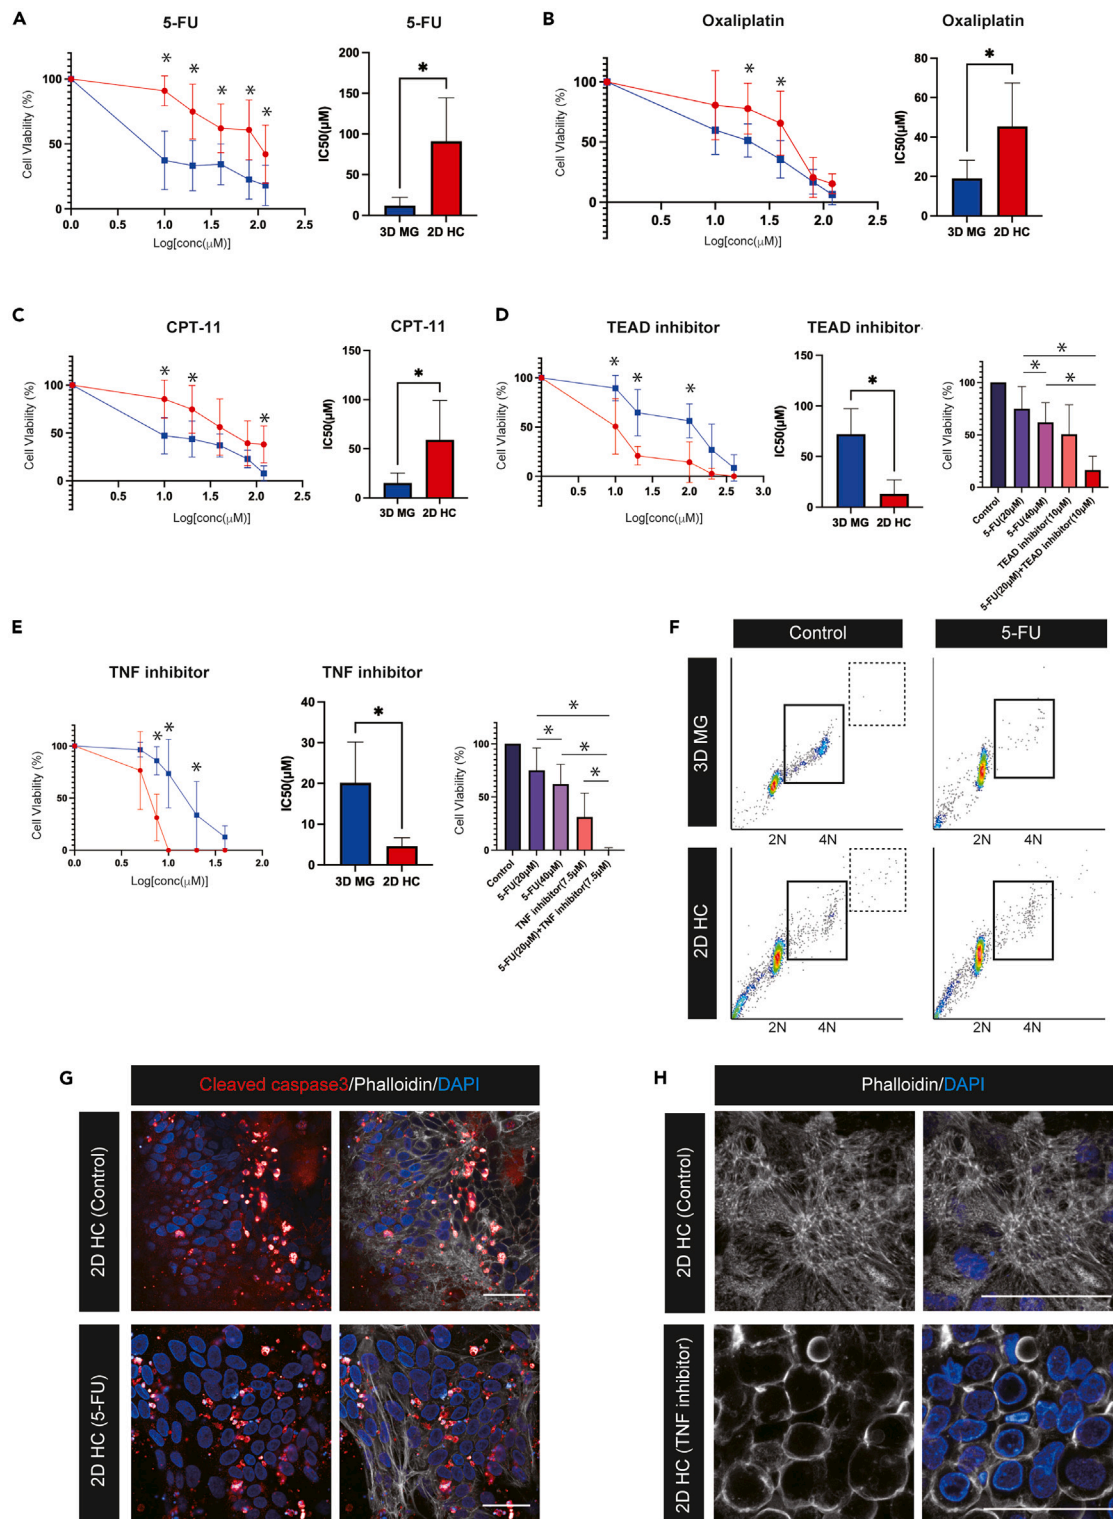 A
5-FU
5-FU
Cell VIability (%)
100
50
0
0.0 0.5 1.0 1.5 2.0 2.5
Log[conc(μM)]
* * * * *
IC50(μM)
200
150
100
50
0
*
3D MG 2D HC
B
Oxaliplatin
Oxaliplatin
Cell VIability (%)
100
50
0
0.5 1.0 1.5 2.0 2.5
Log[conc(μM)]
* *
IC50(μM)
80
60
40
20
0
*
3D MG 2D HC
C
CPT-11
CPT-11
Cell VIability (%)
100
50
0
0.5 1.0 1.5 2.0 2.5
Log[conc(μM)]
* * *
IC50(μM)
150
100
50
0
*
3D MG 2D HC
D
TEAD inhibitor
TEAD inhibitor
Cell VIability (%)
100
50
0
0.5 1.0 1.5 2.0 2.5 3.0
Log[conc(μM)]
* * *
IC50(μM)
150
100
50
0
*
3D MG 2D HC
Cell VIability (%)
100
50
0
*
* *
Control
5-FU(20μM)
5-FU(40μM)
TEAD inhibitor(10μM)
5-FU(20μM)+TEAD inhibitor(10μM)
E
TNF inhibitor
TNF inhibitor
Cell VIability (%)
100
50
0
0.0 0.5 1.0 1.5 2.0
Log[conc(μM)]
* * *
IC50(μM)
40
30
20
10
0
*
3D MG 2D HC
Cell VIability (%)
100
50
0
*
* *
*
Control
5-FU(20μM)
5-FU(40μM)
TNF inhibitor(7.5μM)
5-FU(20μM)+TNF inhibitor(7.5μM)
F
Control
5-FU
3D MG
2N 4N
2N 4N
2D HC
2N 4N
2N 4N
G
Cleaved caspase3/Phalloidin/DAPI
2D HC (Control)
2D HC (5-FU)
H
Phalloidin/DAPI
2D HC (Control)
2D HC (TNF inhibitor)